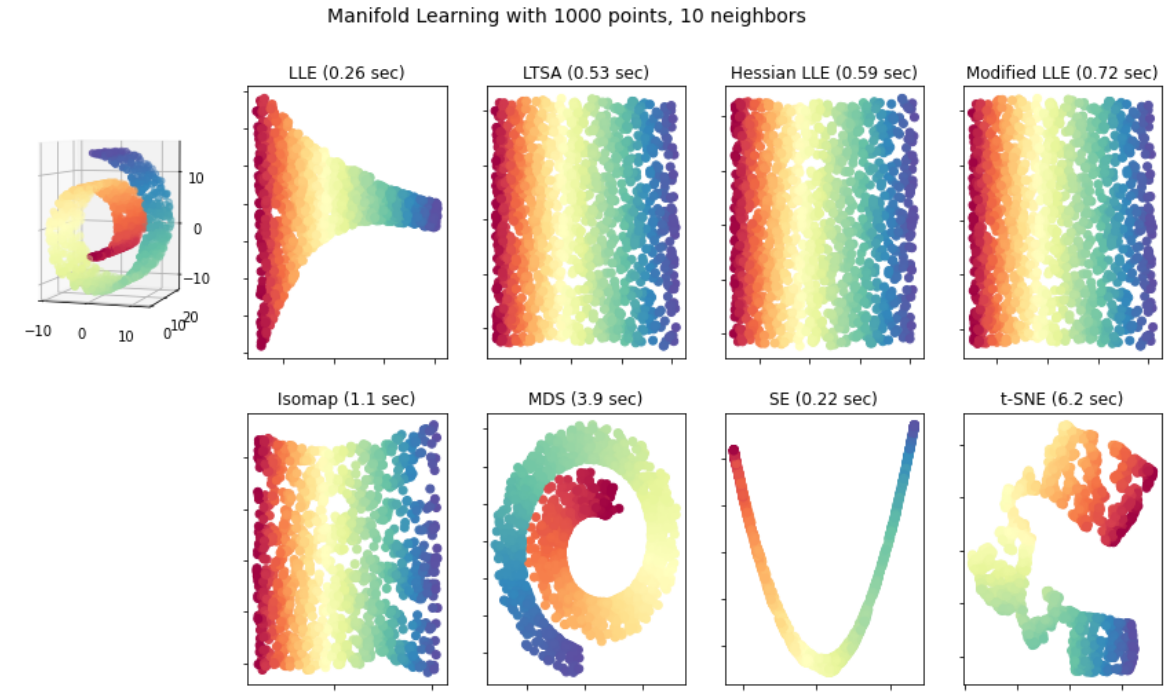 Manifold Learning with 1000 points, 10 neighbors
LLE (0.26 sec)
LTSA (0.53 sec)
Hessian LLE (0.59 sec)
Modified LLE (0.72 sec)
10
0
−10
−10
0
10
0
10
20
Isomap (1.1 sec)
MDS (3.9 sec)
SE (0.22 sec)
t-SNE (6.2 sec)